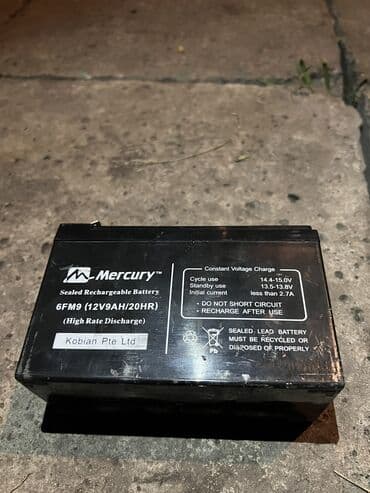 Mercury™
Sealed Rechargeable Battery
6FM9 (12V9AH/20HR)
(High Rate Discharge)
Kobian Pte Ltd
Constant Voltage Charge
Cycle use 14.4-15.0V
Standby use 13.5-13.8V
Initial current less than 2.7A
• DO NOT SHORT CIRCUIT
• RECHARGE AFTER USE
Pb
SEALED LEAD BATTERY
MUST BE RECYCLED OR
DISPOSED OF PROPERLY